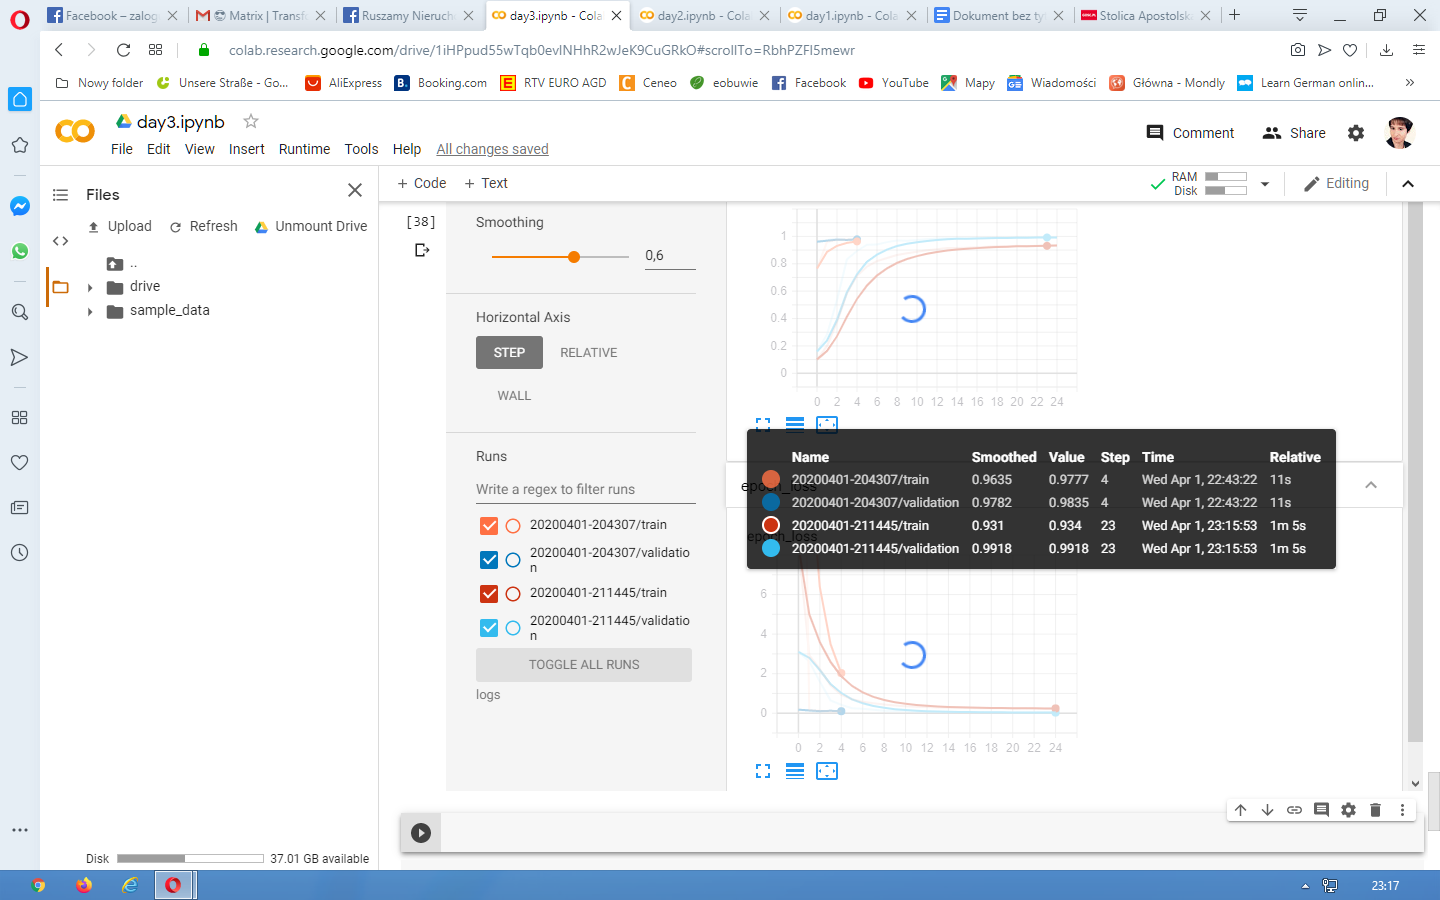 Facebook – zalog
Matrix | Transf
Ruszamy Nieruch
day3.ipynb - Cola
day2.ipynb - Cola
day1.ipynb - Col
Dokument bez ty
Stolica Apostolska
colab.research.google.com/drive/1iHPpud55wTqb0evINHhR2wJeK9CuGRkO#scrollTo=RbhPZFI5mewr
Nowy folder
Unsere Straße - Go...
AliExpress
Booking.com
RTV EURO AGD
Ceneo
eobuwie
Facebook
YouTube
Mapy
Wiadomości
Główna - Mondly
Learn German onlin...
»
day3.ipynb
Comment
Share
File Edit View Insert Runtime Tools Help All changes saved
Files
+ Code + Text
RAM
Disk
Editing
Upload Refresh Unmount Drive
..
drive
sample_data
[38]
Smoothing
0,6
Horizontal Axis
STEP RELATIVE
WALL
Runs
Write a regex to filter runs
20200401-204307/train
20200401-204307/validatio
n
20200401-211445/train
20200401-211445/validatio
n
TOGGLE ALL RUNS
logs
1
0.8
0.6
0.4
0.2
0
0 2 4 6 8 10 12 14 16 18 20 22 24
Name Smoothed Value Step Time Relative
20200401-204307/train 0.9635 0.9777 4 Wed Apr 1, 22:43:22 11s
20200401-204307/validation 0.9782 0.9835 4 Wed Apr 1, 22:43:22 11s
20200401-211445/train 0.931 0.934 23 Wed Apr 1, 23:15:53 1m 5s
20200401-211445/validation 0.9918 0.9918 23 Wed Apr 1, 23:15:53 1m 5s
epoch_loss
epoch_loss
6
4
2
0
0 2 4 6 8 10 12 14 16 18 20 22 24
Disk 37.01 GB available
23:17